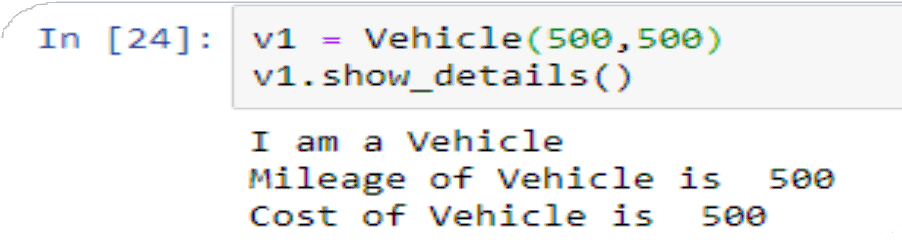 In [24]: v1 = Vehicle(500,500)
v1.show_details()
I am a Vehicle
Mileage of Vehicle is  500
Cost of Vehicle is  500